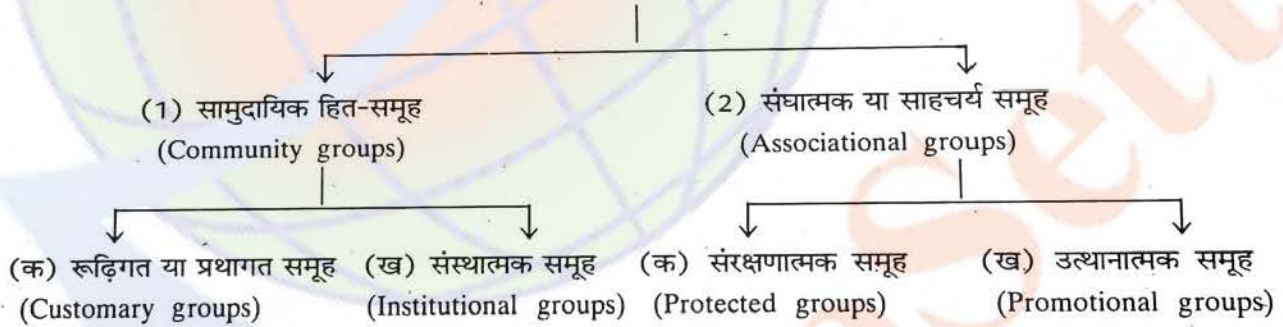 (1) सामुदायिक हित-समूह (2) संघात्मक या साहचर्य समूह
(Community groups) (Associational groups)
(क) रूढ़िगत या प्रथागत समूह (ख) संस्थात्मक समूह (क) संरक्षणात्मक समूह (ख) उत्थानात्मक समूह
(Customary groups) (Institutional groups) (Protected groups) (Promotional groups)